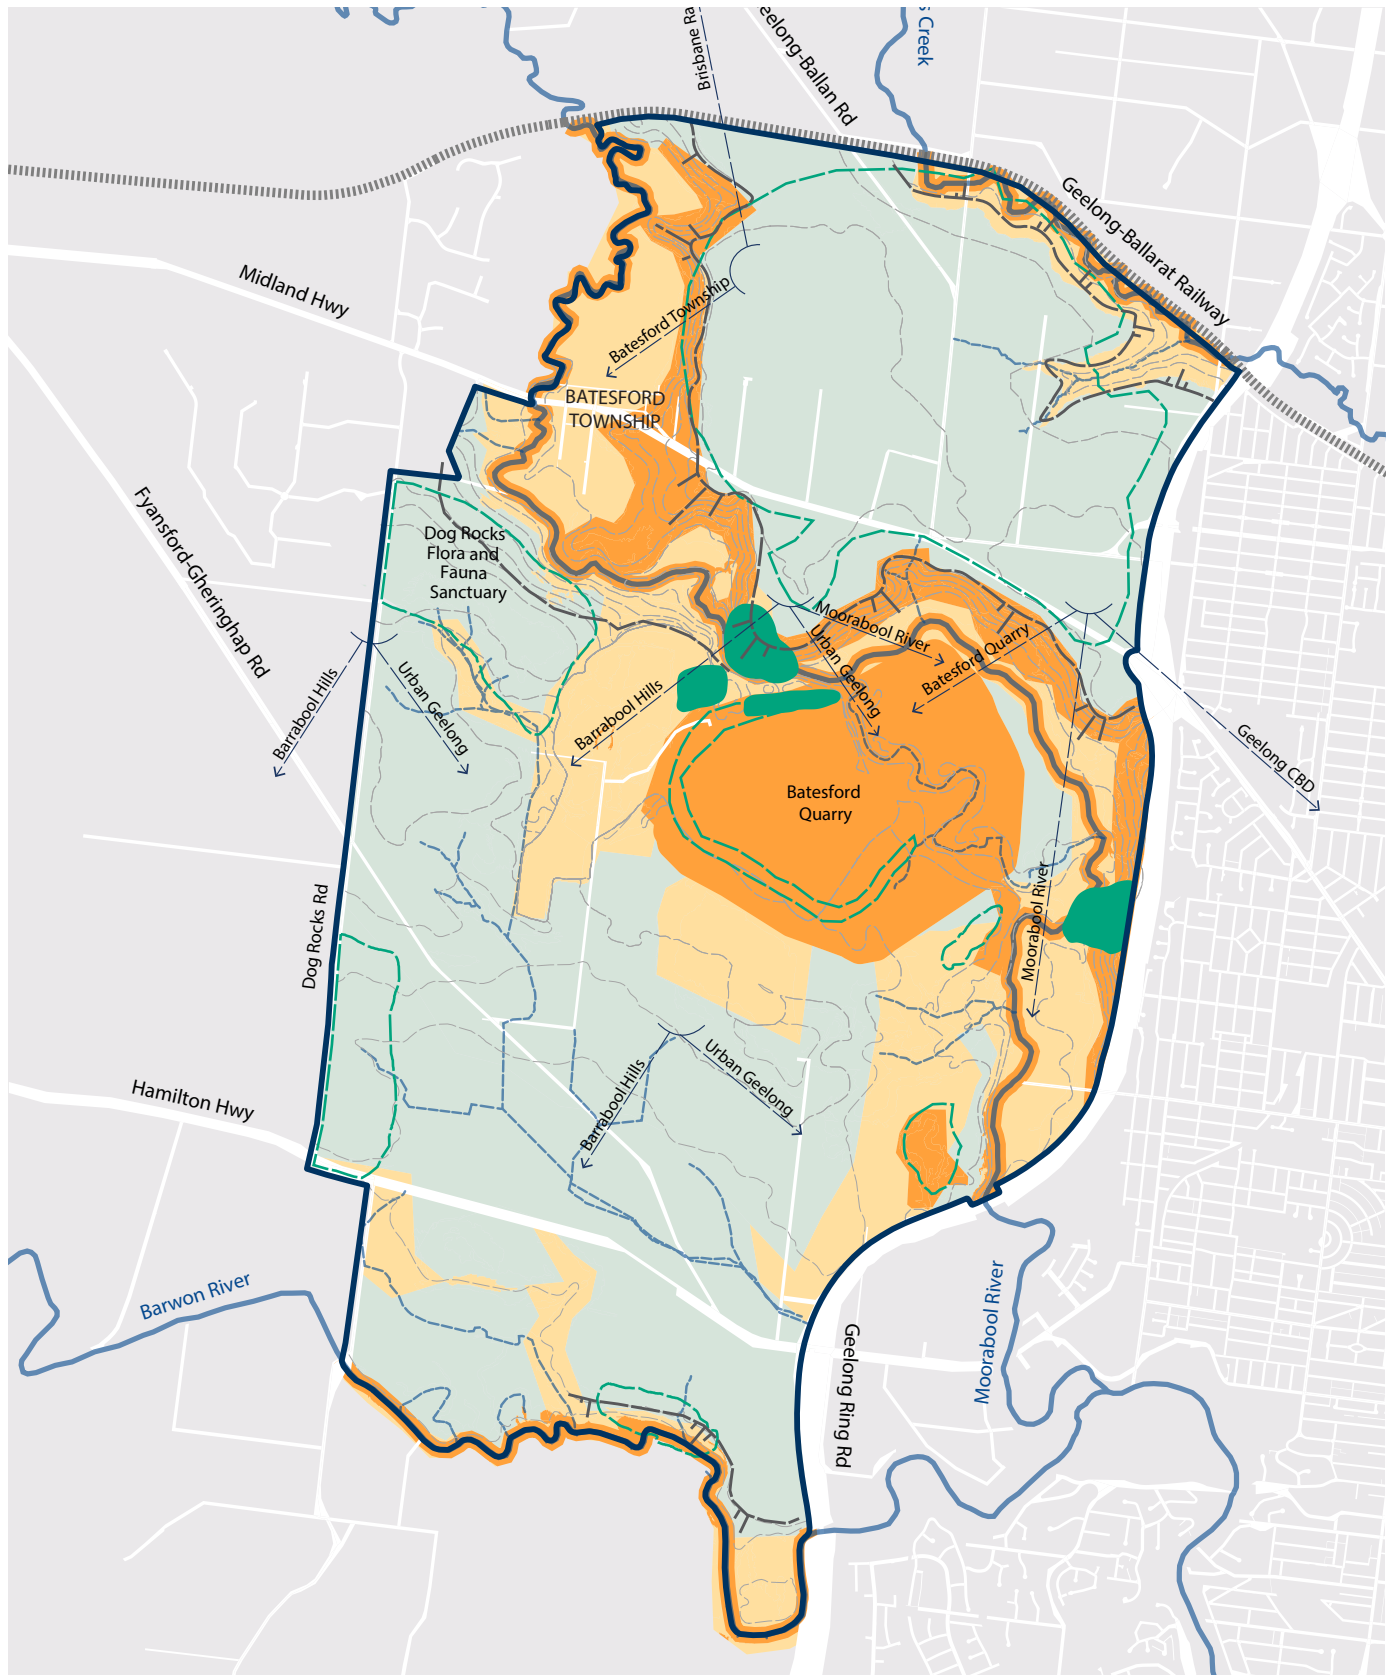 Brisbane Ra
eelong-Ballan Rd
s Creek
Geelong-Ballarat Railway
Midland Hwy
Batesford Township
BATESFORD
TOWNSHIP
Fyansford-Gheringhap Rd
Dog Rocks
Flora and
Fauna
Sanctuary
Moorabool River
Urban Geelong
Batesford Quarry
Barrabool Hills
Barrabool Hills
Urban Geelong
Geelong CBD
Batesford
Quarry
Moorabool River
Dog Rocks Rd
Hamilton Hwy
Barrabool Hills
Urban Geelong
Barwon River
Moorabool River
Geelong Ring Rd